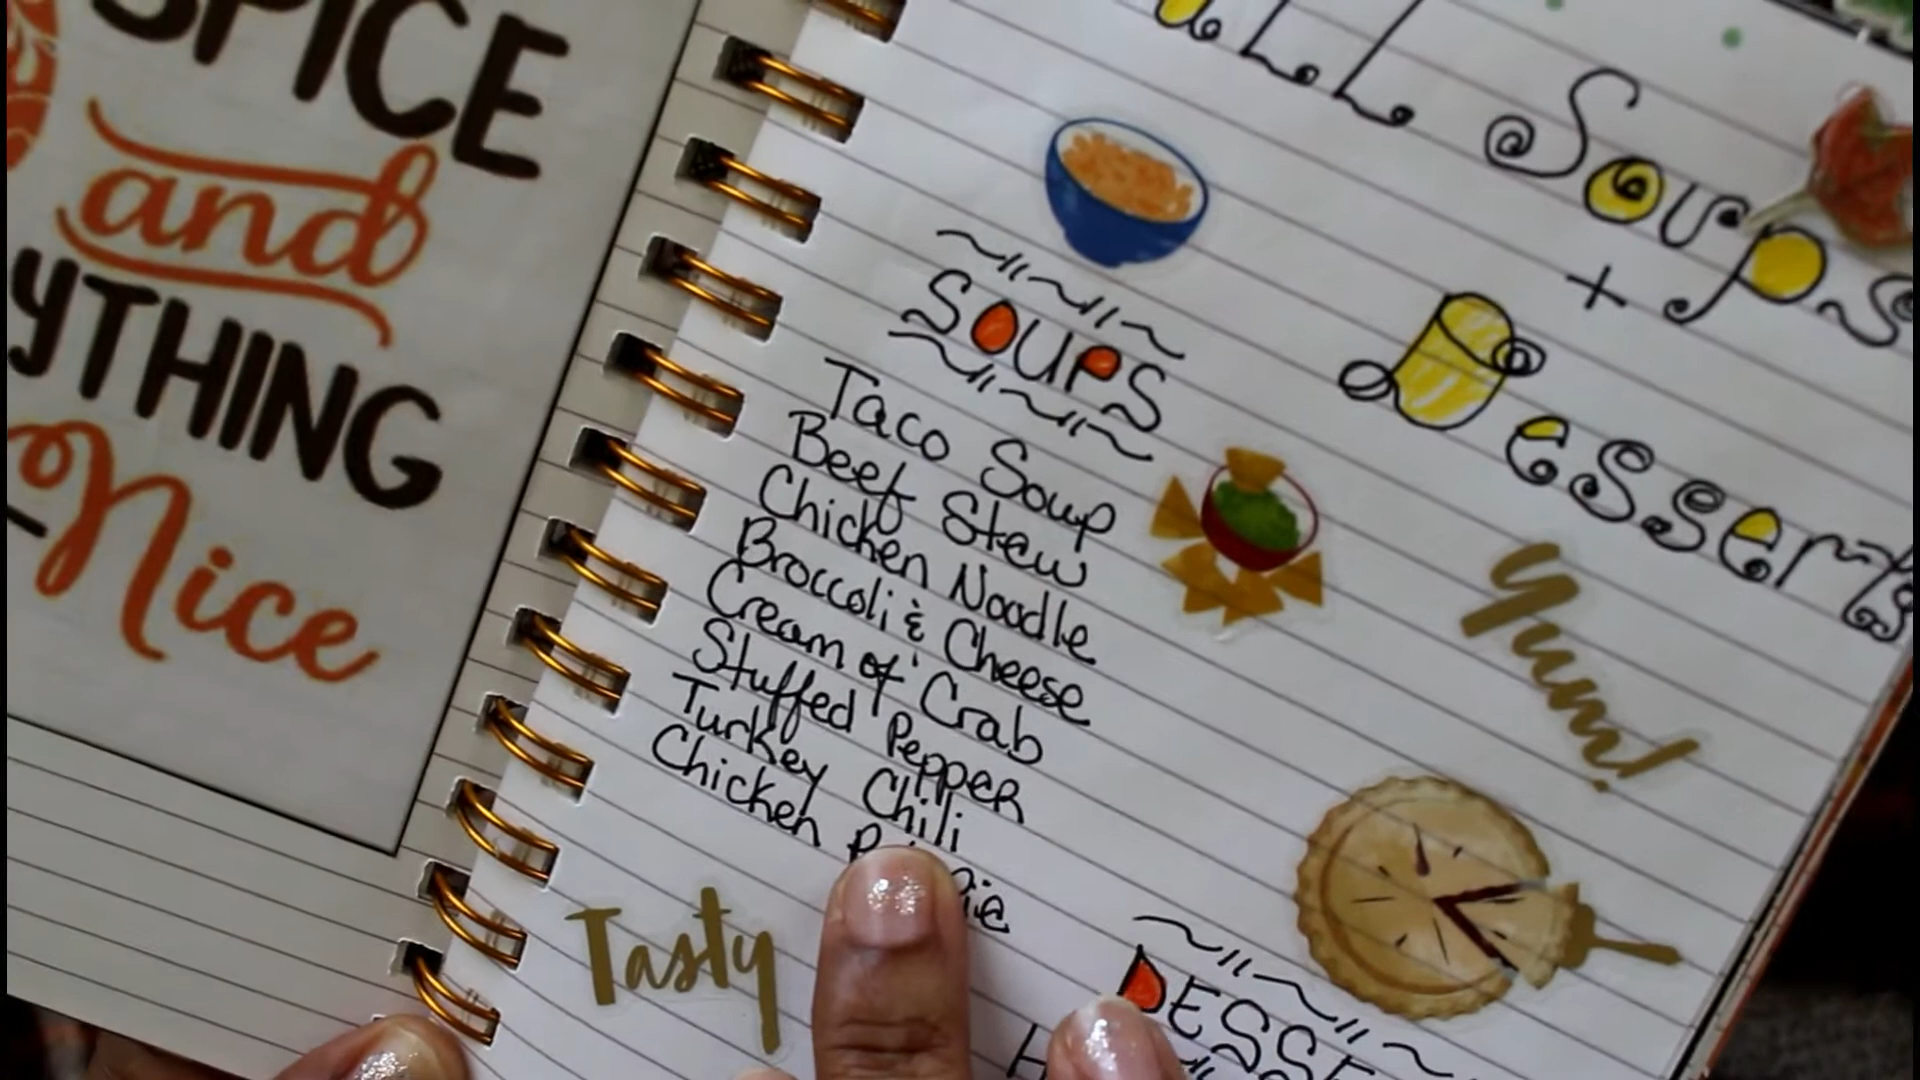 SPICE
and
YTHING
Nice
Soups
+
Desserts
SOUPS
Taco Soup
Beef Stew
Chicken Noodle
Broccoli & Cheese
Cream of Crab
Stuffed Pepper
Turkey Chili
Chicken
Yum!
Tasty